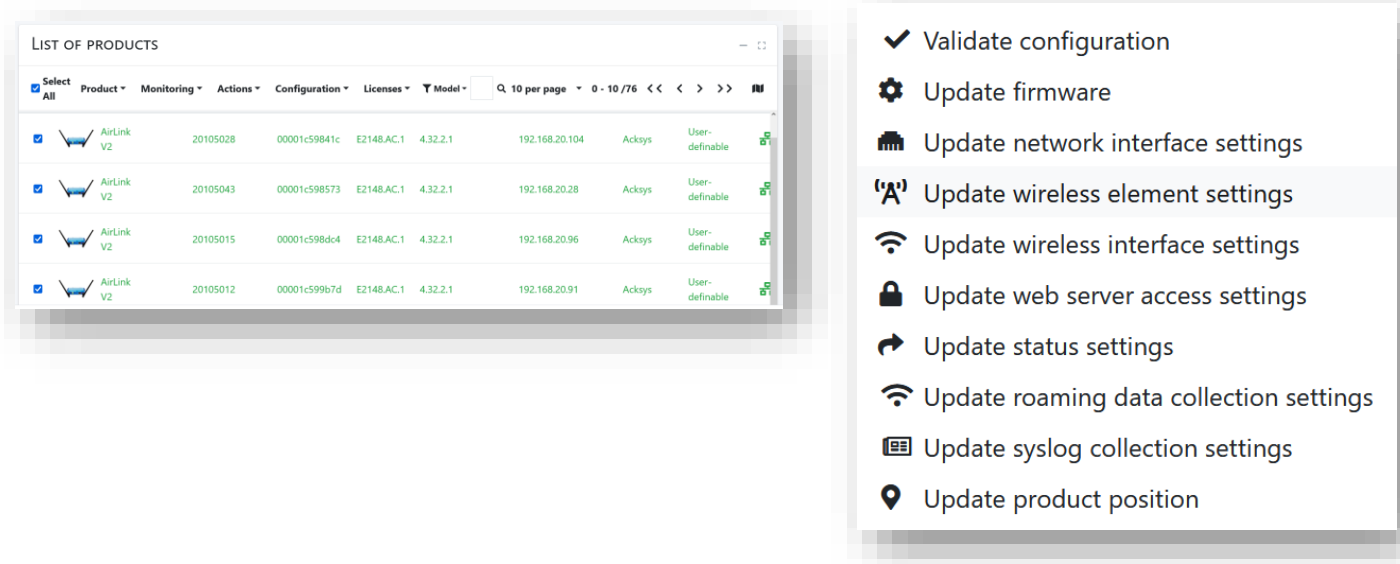 LIST OF PRODUCTS
Select All Product Monitoring Actions Configuration Licenses Model 10 per page 0 - 10 /76 << < > >>
AirLink V2 20105028 00001c59841c E2148.AC.1 4.32.2.1 192.168.20.104 Acksys User-definable
AirLink V2 20105043 00001c598573 E2148.AC.1 4.32.2.1 192.168.20.28 Acksys User-definable
AirLink V2 20105015 00001c598dc4 E2148.AC.1 4.32.2.1 192.168.20.96 Acksys User-definable
AirLink V2 20105012 00001c599b7d E2148.AC.1 4.32.2.1 192.168.20.91 Acksys User-definable
Validate configuration
Update firmware
Update network interface settings
Update wireless element settings
Update wireless interface settings
Update web server access settings
Update status settings
Update roaming data collection settings
Update syslog collection settings
Update product position